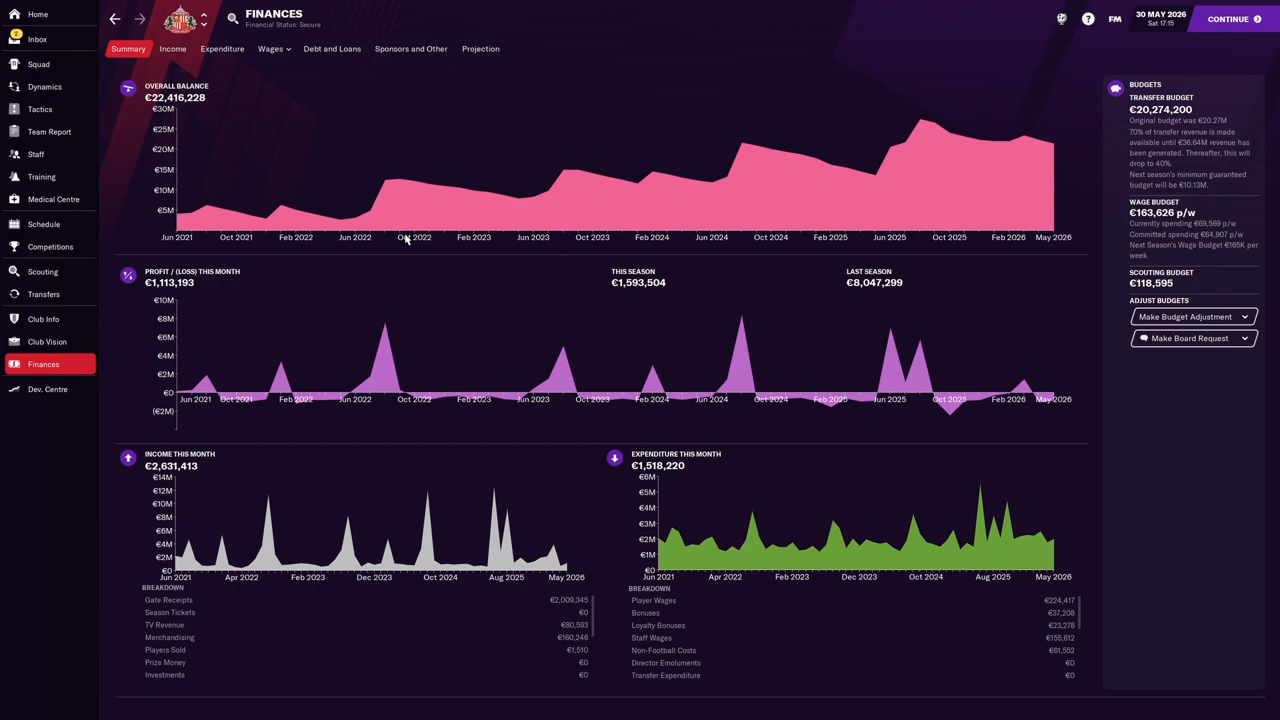 Home
FINANCES
Financial Status: Secure
FM
30 MAY 2026
Sat 17:15
CONTINUE
2
Inbox
Squad
Dynamics
Tactics
Team Report
Staff
Training
Medical Centre
Schedule
Competitions
Scouting
Transfers
Club Info
Club Vision
Finances
Dev. Centre
Summary
Income
Expenditure
Wages
Debt and Loans
Sponsors and Other
Projection
OVERALL BALANCE
€22,416,228
€30M
€25M
€20M
€15M
€10M
€5M
Jun 2021 Oct 2021 Feb 2022 Jun 2022 Oct 2022 Feb 2023 Jun 2023 Oct 2023 Feb 2024 Jun 2024 Oct 2024 Feb 2025 Jun 2025 Oct 2025 Feb 2026 May 2026
PROFIT / (LOSS) THIS MONTH
€1,113,193
THIS SEASON
€1,593,504
LAST SEASON
€8,047,299
€10M
€8M
€6M
€4M
€2M
€0
(€2M)
Jun 2021 Oct 2021 Feb 2022 Jun 2022 Oct 2022 Feb 2023 Jun 2023 Oct 2023 Feb 2024 Jun 2024 Oct 2024 Feb 2025 Jun 2025 Oct 2025 Feb 2026 May 2026
INCOME THIS MONTH
€2,631,413
€14M
€12M
€10M
€8M
€6M
€4M
€2M
€0
Jun 2021 Apr 2022 Feb 2023 Dec 2023 Oct 2024 Aug 2025 May 2026
BREAKDOWN
Gate Receipts €2,009,345
Season Tickets €0
TV Revenue €80,593
Merchandising €160,246
Players Sold €1,510
Prize Money €0
Investments €0
EXPENDITURE THIS MONTH
€1,518,220
€6M
€5M
€4M
€3M
€2M
€1M
€0
Jun 2021 Apr 2022 Feb 2023 Dec 2023 Oct 2024 Aug 2025 May 2026
BREAKDOWN
Player Wages €224,417
Bonuses €37,208
Loyalty Bonuses €23,278
Staff Wages €155,612
Non-Football Costs €61,552
Director Emoluments €0
Transfer Expenditure €0
BUDGETS
TRANSFER BUDGET
€20,274,200
Original budget was €20.27M
70% of transfer revenue is made
available until €36.64M revenue has
been generated. Thereafter, this will
drop to 40%.
Next season's minimum guaranteed
budget will be €10.13M.
WAGE BUDGET
€163,626 p/w
Currently spending €69,569 p/w
Committed spending €64,907 p/w
Next Season's Wage Budget €165K per
week
SCOUTING BUDGET
€118,595
ADJUST BUDGETS
Make Budget Adjustment
Make Board Request